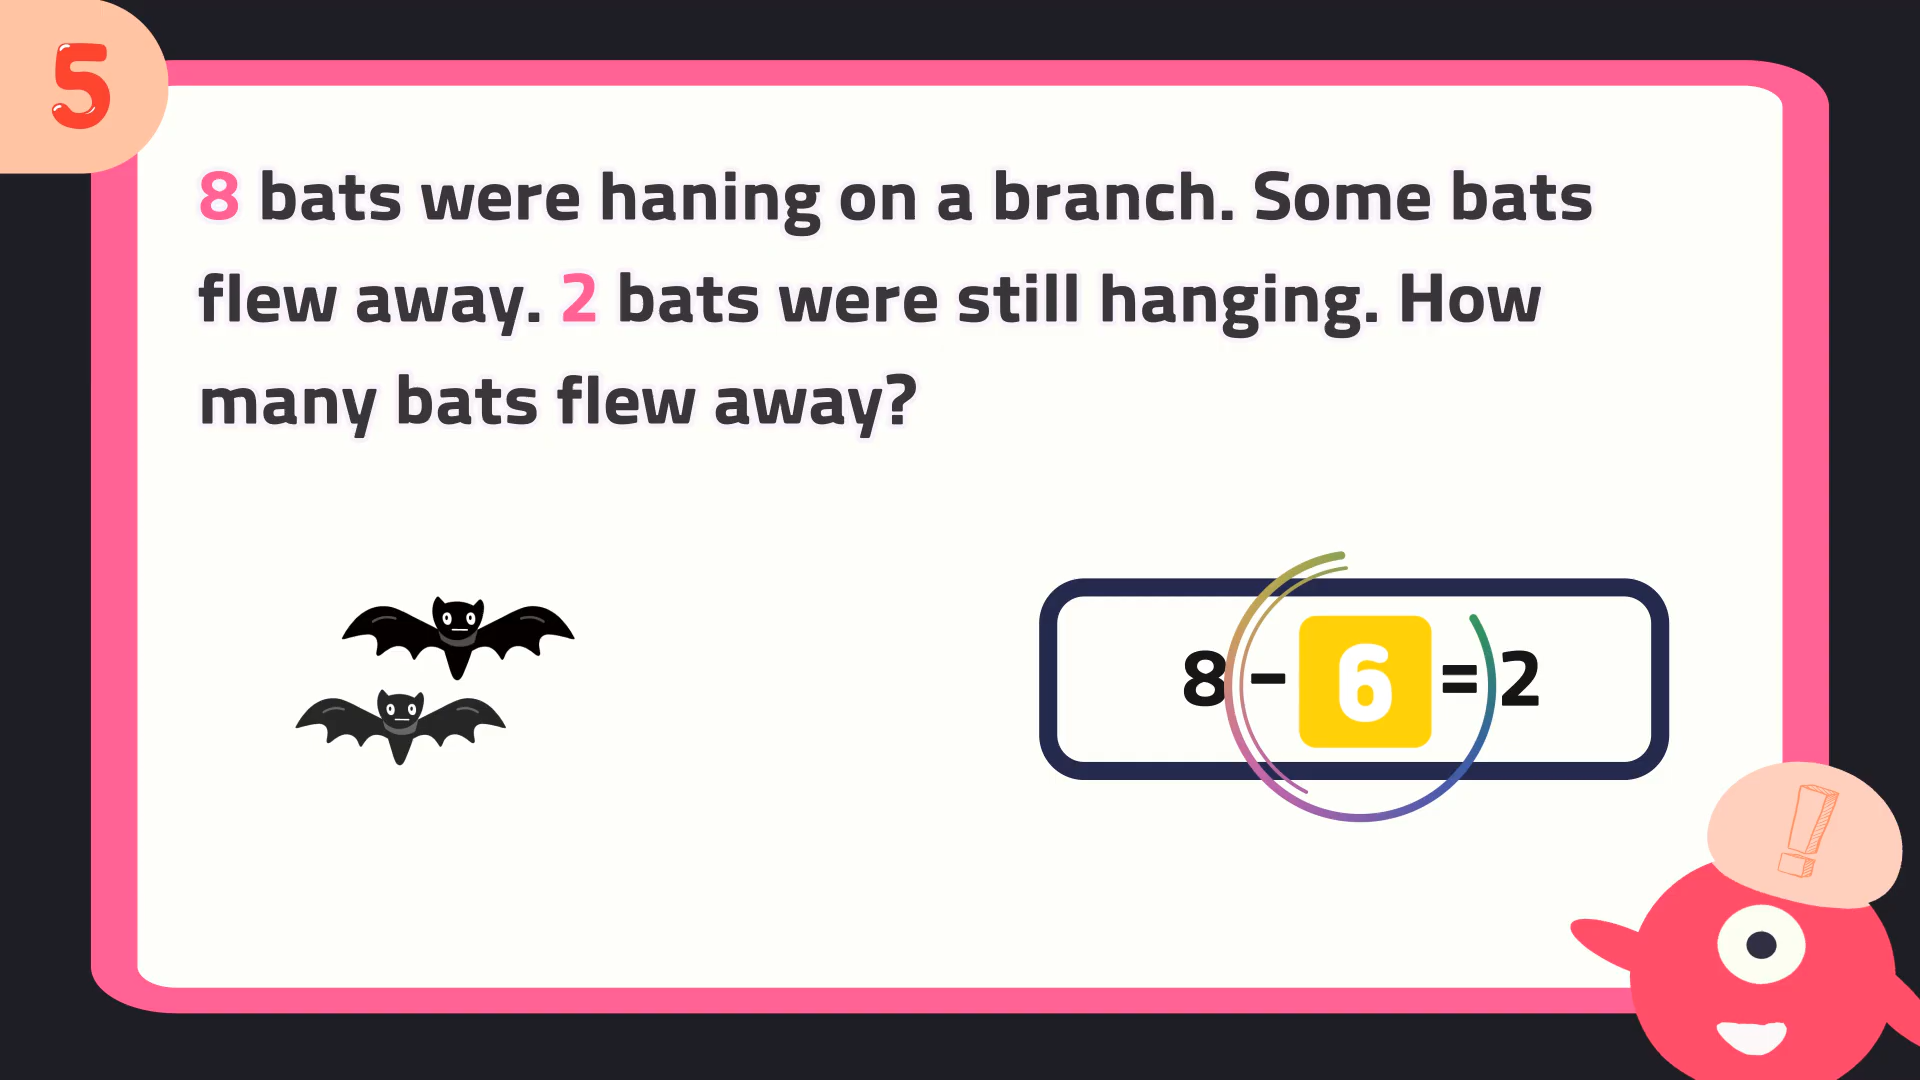 5
8 bats were haning on a branch. Some bats
flew away. 2 bats were still hanging. How
many bats flew away?
8 - 6 = 2
!